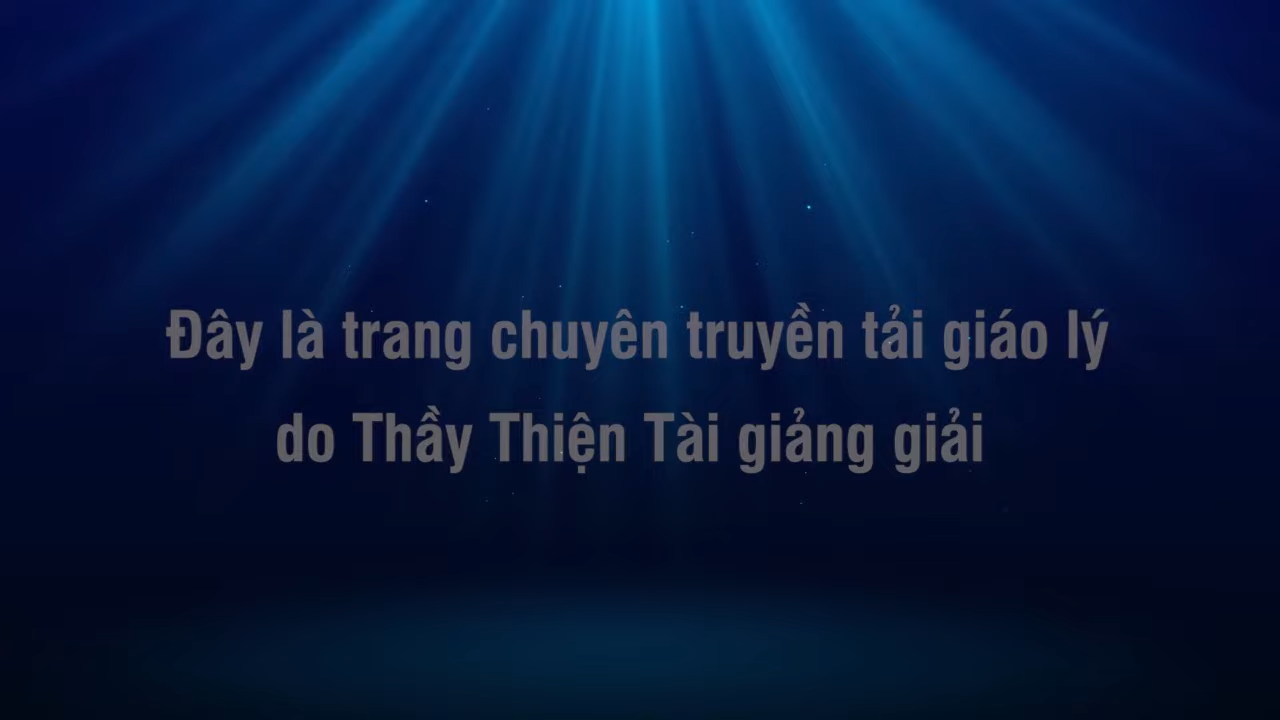 Đây là trang chuyên truyền tải giáo lý
do Thầy Thiện Tài giảng giải